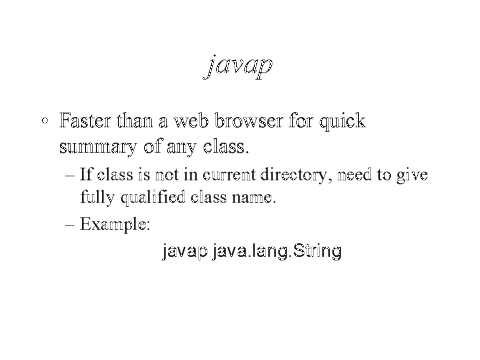 javap
◦ Faster than a web browser for quick
summary of any class.
– If class is not in current directory, need to give
fully qualified class name.
– Example:
javap java.lang.String